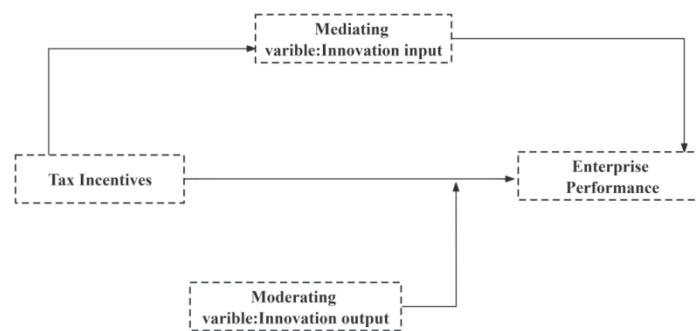 Mediating
varible:Innovation input
Tax Incentives
Enterprise
Performance
Moderating
varible:Innovation output